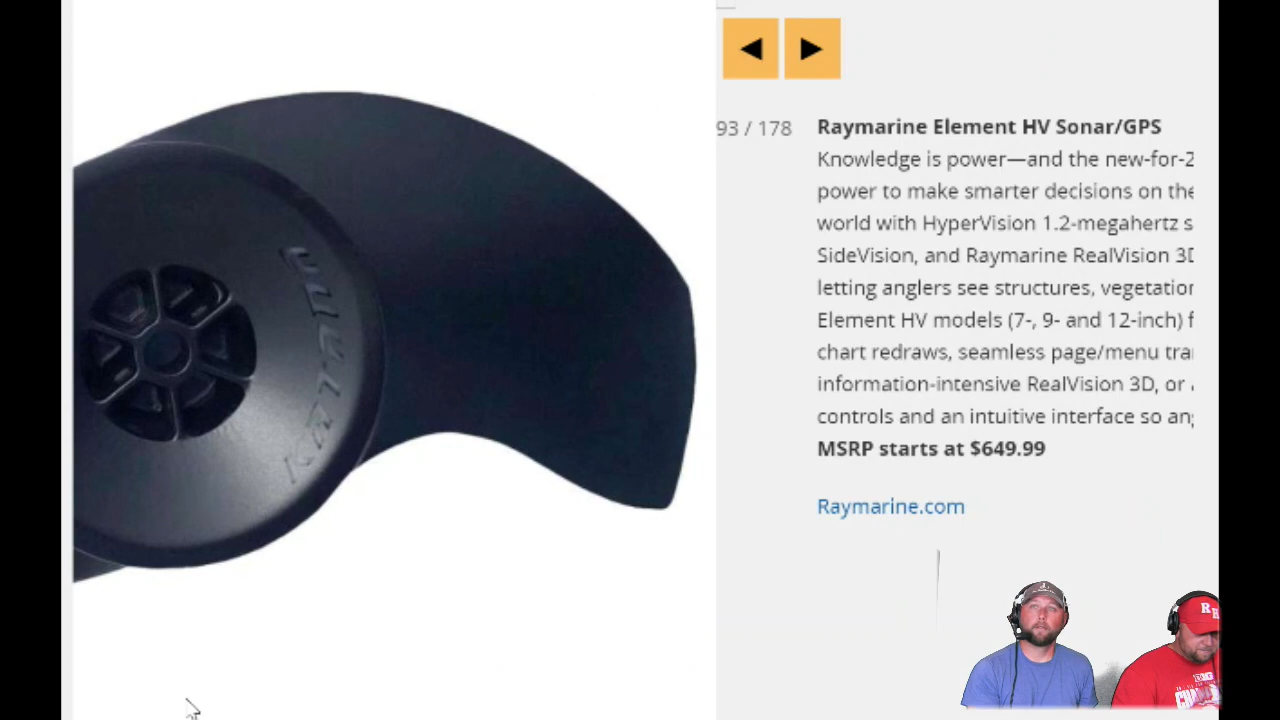 Katana
93 / 178
Raymarine Element HV Sonar/GPS
Knowledge is power—and the new-for-2
power to make smarter decisions on the
world with HyperVision 1.2-megahertz s
SideVision, and Raymarine RealVision 3D
letting anglers see structures, vegetation
Element HV models (7-, 9- and 12-inch) f
chart redraws, seamless page/menu tra
information-intensive RealVision 3D, or
controls and an intuitive interface so an
MSRP starts at $649.99
Raymarine.com
R